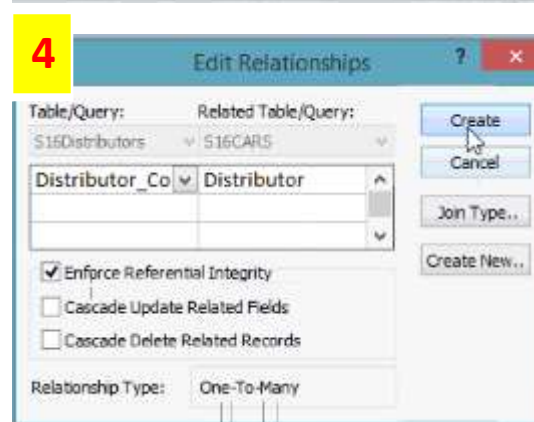 4
Edit Relationships ? ×
Table/Query: Related Table/Query:
S16Distributors S16CARS
Distributor_Co Distributor
Create
Cancel
Join Type..
Create New..
Enforce Referential Integrity
Cascade Update Related Fields
Cascade Delete Related Records
Relationship Type: One-To-Many